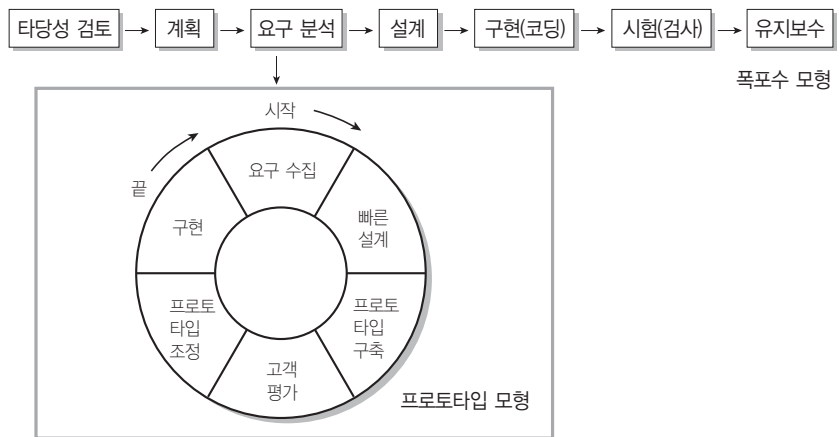 타당성 검토 계획 요구 분석 설계 구현(코딩) 시험(검사) 유지보수
폭포수 모형
시작
끝
요구 수집
빠른
설계
프로토
타입
구축
고객
평가
프로토
타입
조정
구현
프로토타입 모형